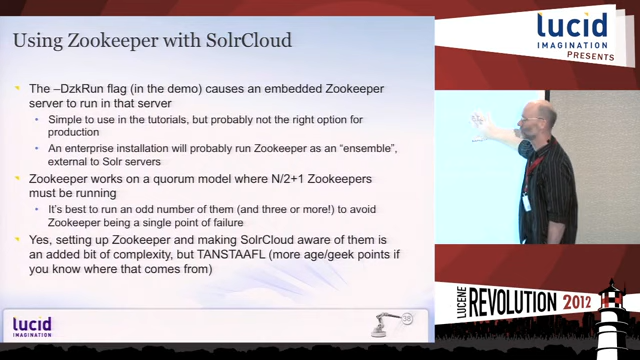 Using Zookeeper with SolrCloud
The –DzkRun flag (in the demo) causes an embedded Zookeeper
server to run in that server
Simple to use in the tutorials, but probably not the right option for
production
An enterprise installation will probably run Zookeeper as an “ensemble”,
external to Solr servers
Zookeeper works on a quorum model where N/2+1 Zookeepers
must be running
It’s best to run an odd number of them (and three or more!) to avoid
Zookeeper being a single point of failure
Yes, setting up Zookeeper and making SolrCloud aware of them is
an added bit of complexity, but TANSTAAFL (more age/geek points if
you know where that comes from)
lucid
IMAGINATION
38
lucid
IMAGINATION
PRESENTS
LUCENE
REVOLUTION 2012